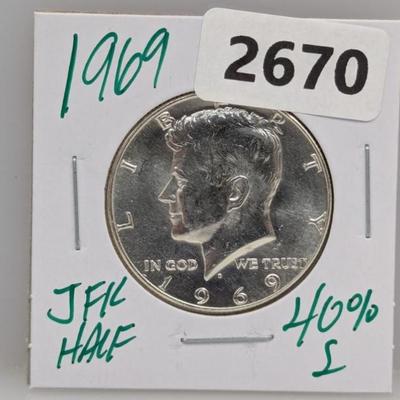 1969
2670
LIBERTY
IN GOD WE TRUST
1969
JFK
HALF
40%
S